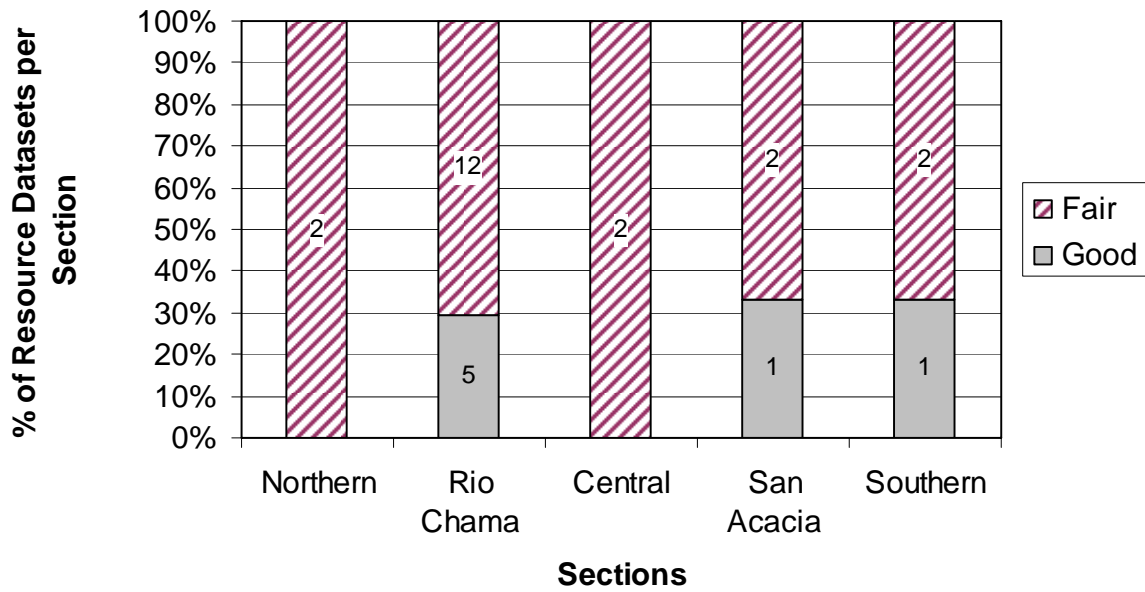 % of Resource Datasets per
Section
100%
90%
80%
70%
60%
50%
40%
30%
20%
10%
0%
2
12
5
2
2
1
2
1
Northern
Rio
Chama
Central
San
Acacia
Southern
Sections
Fair
Good